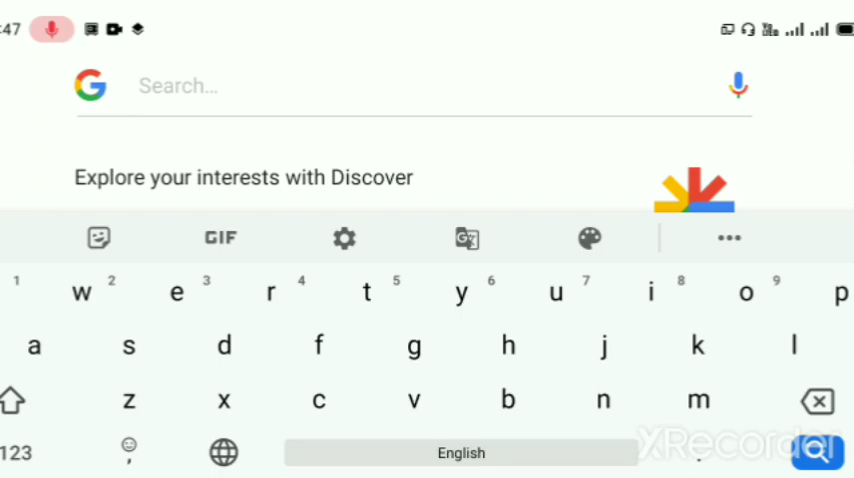 :47
Search...
Explore your interests with Discover
GIF
1 2 3 4 5 6 7 8 9
w e r t y u i o p
a s d f g h j k l
z x c v b n m
123 , English .
XRecorder